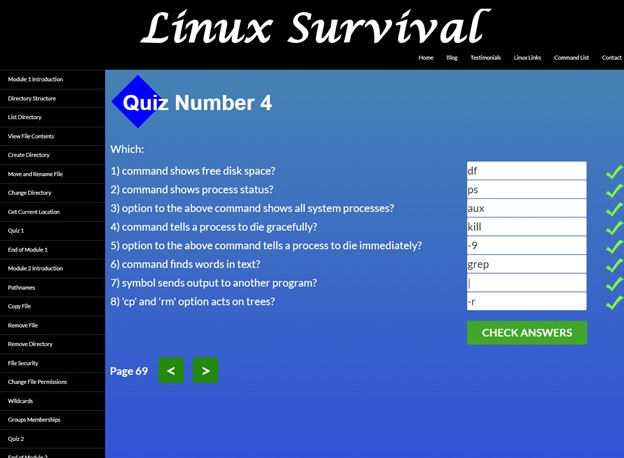 Linux Survival
Home Blog Testimonials Linux Links Command List Contact
Module 1 Introduction
Directory Structure
List Directory
View File Contents
Create Directory
Move and Rename File
Change Directory
Get Current Location
Quiz 1
End of Module 1
Module 2 Introduction
Pathnames
Copy File
Remove File
Remove Directory
File Security
Change File Permissions
Wildcards
Groups Memberships
Quiz 2
End of Module 2
Quiz Number 4
Which:
1) command shows free disk space? df
2) command shows process status? ps
3) option to the above command shows all system processes? aux
4) command tells a process to die gracefully? kill
5) option to the above command tells a process to die immediately? -9
6) command finds words in text? grep
7) symbol sends output to another program? |
8) 'cp' and 'rm' option acts on trees? -r
CHECK ANSWERS
Page 69 < >